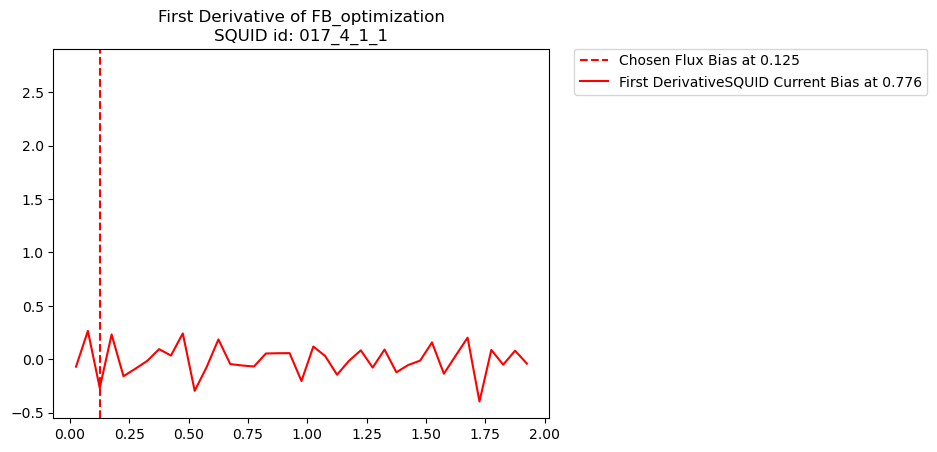 First Derivative of FB_optimization
SQUID id: 017_4_1_1
Chosen Flux Bias at 0.125
First DerivativeSQUID Current Bias at 0.776
2.5
2.0
1.5
1.0
0.5
0.0
−0.5
0.00 0.25 0.50 0.75 1.00 1.25 1.50 1.75 2.00